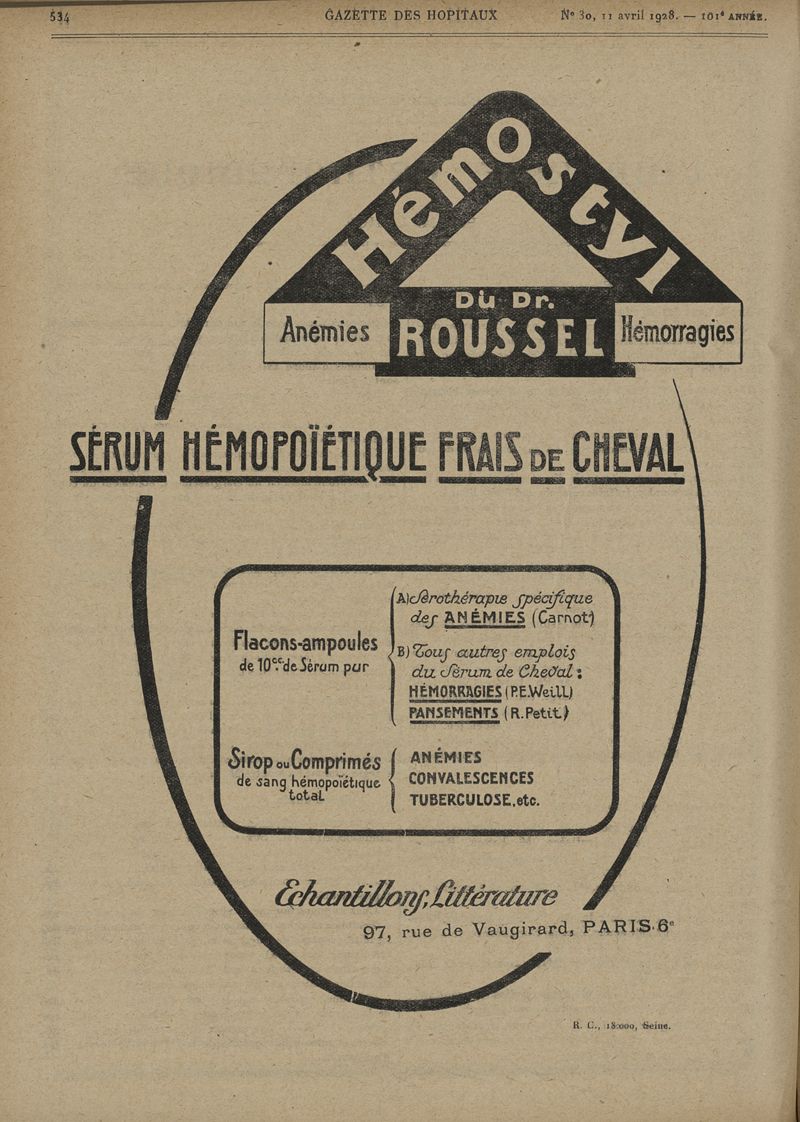 534 GAZETTE DES HOPITAUX Nº 30, 11 avril 1928. — 101e ANNÉE.
Hémostyl
Du Dr.
Anémies ROUSSEL Hémorragies
SÉRUM HÉMOPOÏÉTIQUE FRAIS DE CHEVAL
A) Sérothérapie spécifique
des ANÉMIES (Carnot)
Flacons-ampoules
de 10cc. de Sérum pur
B) Tous autres emplois
du Sérum de Cheval :
HÉMORRAGIES (P.E.Weill)
PANSEMENTS (R.Petit)
Sirop ou Comprimés
de sang hémopoïétique
total
ANÉMIES
CONVALESCENCES
TUBERCULOSE, etc.
Echantillons, Littérature
97, rue de Vaugirard, PARIS.6e
R. C., 18.000, Seine.